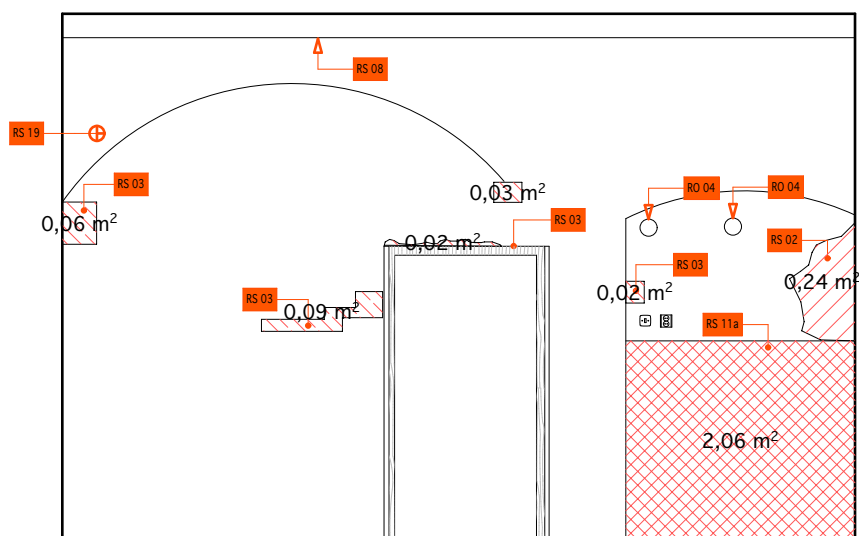 RS 08
RS 19
RS 03
RO 04
RO 04
0,03 m²
0,06 m²
RS 03
RS 02
0,02 m²
RS 03
0,24 m²
0,02 m²
RS 03
0,09 m²
RS 11a
2,06 m²